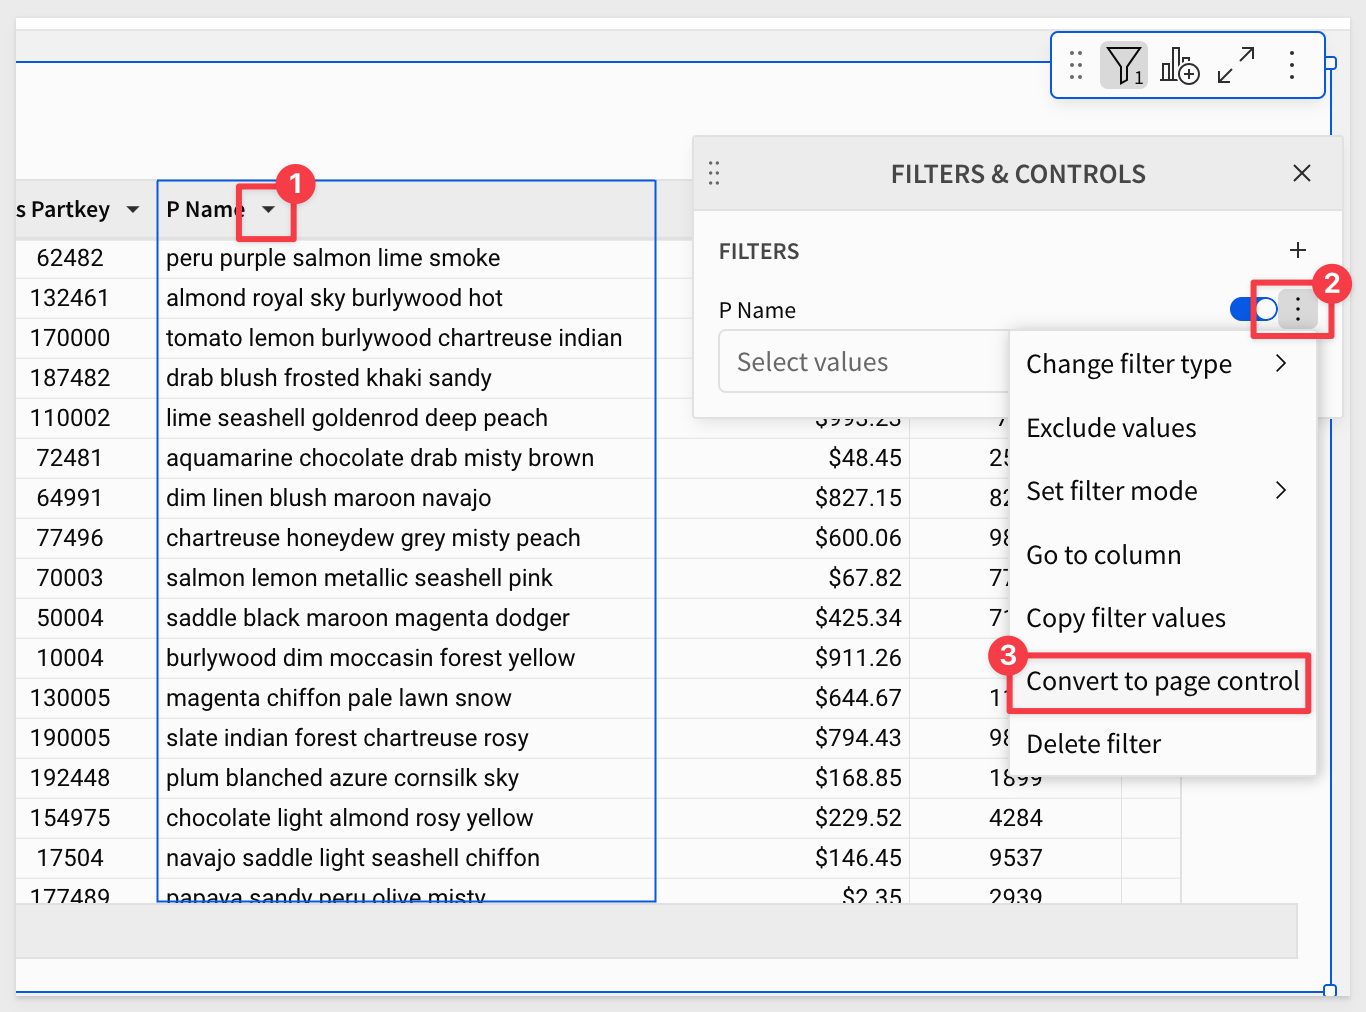 1
FILTERS & CONTROLS
s Partkey P Name 1
FILTERS
2
P Name
Select values
Change filter type
Exclude values
Set filter mode
Go to column
Copy filter values
3
Convert to page control
Delete filter
62482 peru purple salmon lime smoke
132461 almond royal sky burlywood hot
170000 tomato lemon burlywood chartreuse indian
187482 drab blush frosted khaki sandy
110002 lime seashell goldenrod deep peach $993.23
72481 aquamarine chocolate drab misty brown $48.45 25
64991 dim linen blush maroon navajo $827.15 82
77496 chartreuse honeydew grey misty peach $600.06 98
70003 salmon lemon metallic seashell pink $67.82 77
50004 saddle black maroon magenta dodger $425.34 71
10004 burlywood dim moccasin forest yellow $911.26
130005 magenta chiffon pale lawn snow $644.67 11
190005 slate indian forest chartreuse rosy $794.43 98
192448 plum blanched azure cornsilk sky $168.85 1899
154975 chocolate light almond rosy yellow $229.52 4284
17504 navajo saddle light seashell chiffon $146.45 9537
177489 papaya sandy peru olive misty $2.35 2939